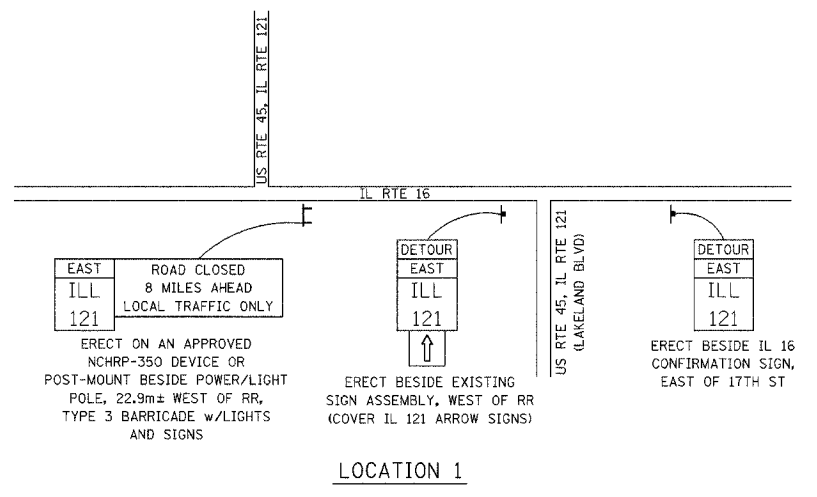 US RTE 45, IL RTE 121
IL RTE 16
EAST
ILL
121
ROAD CLOSED
8 MILES AHEAD
LOCAL TRAFFIC ONLY
ERECT ON AN APPROVED
NCHRP-350 DEVICE OR
POST-MOUNT BESIDE POWER/LIGHT
POLE, 22.9m± WEST OF RR,
TYPE 3 BARRICADE w/LIGHTS
AND SIGNS
DETOUR
EAST
ILL
121
ERECT BESIDE EXISTING
SIGN ASSEMBLY, WEST OF RR
(COVER IL 121 ARROW SIGNS)
US RTE 45, IL RTE 121
(LAKELAND BLVD)
DETOUR
EAST
ILL
121
ERECT BESIDE IL 16
CONFIRMATION SIGN,
EAST OF 17TH ST
LOCATION 1